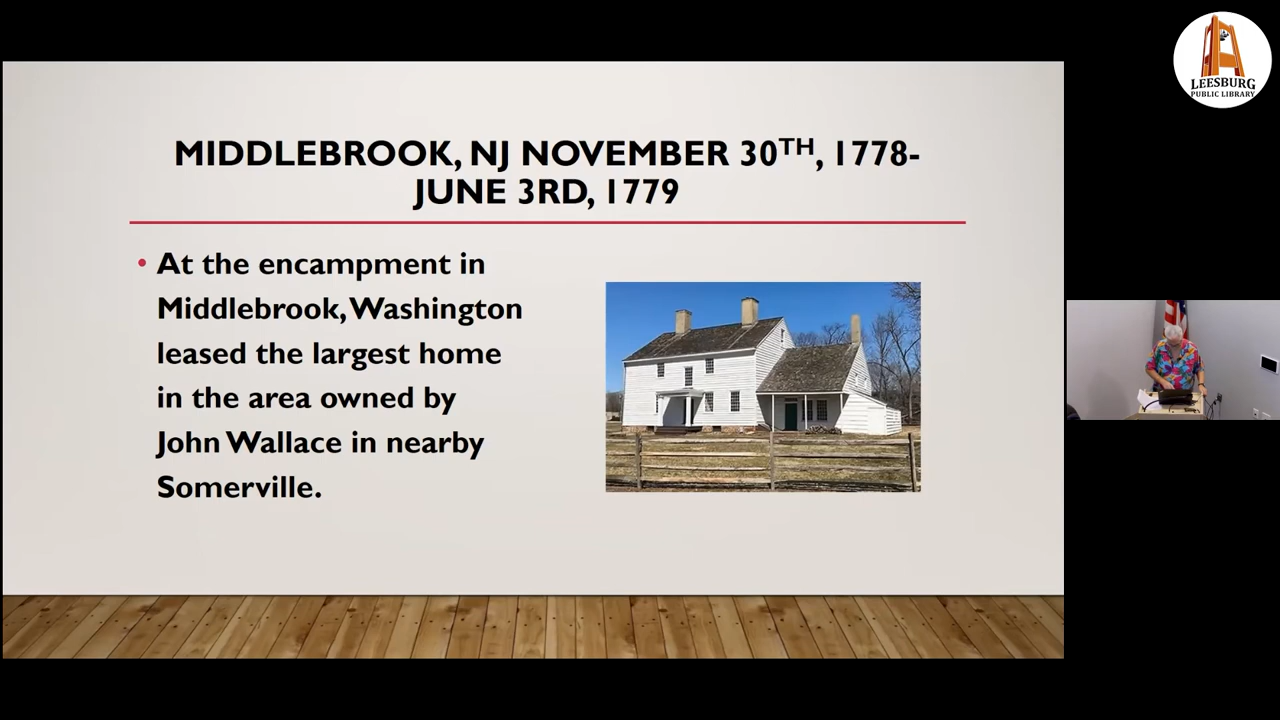 LEESBURG
PUBLIC LIBRARY
MIDDLEBROOK, NJ NOVEMBER 30TH, 1778-
JUNE 3RD, 1779
• At the encampment in
Middlebrook, Washington
leased the largest home
in the area owned by
John Wallace in nearby
Somerville.